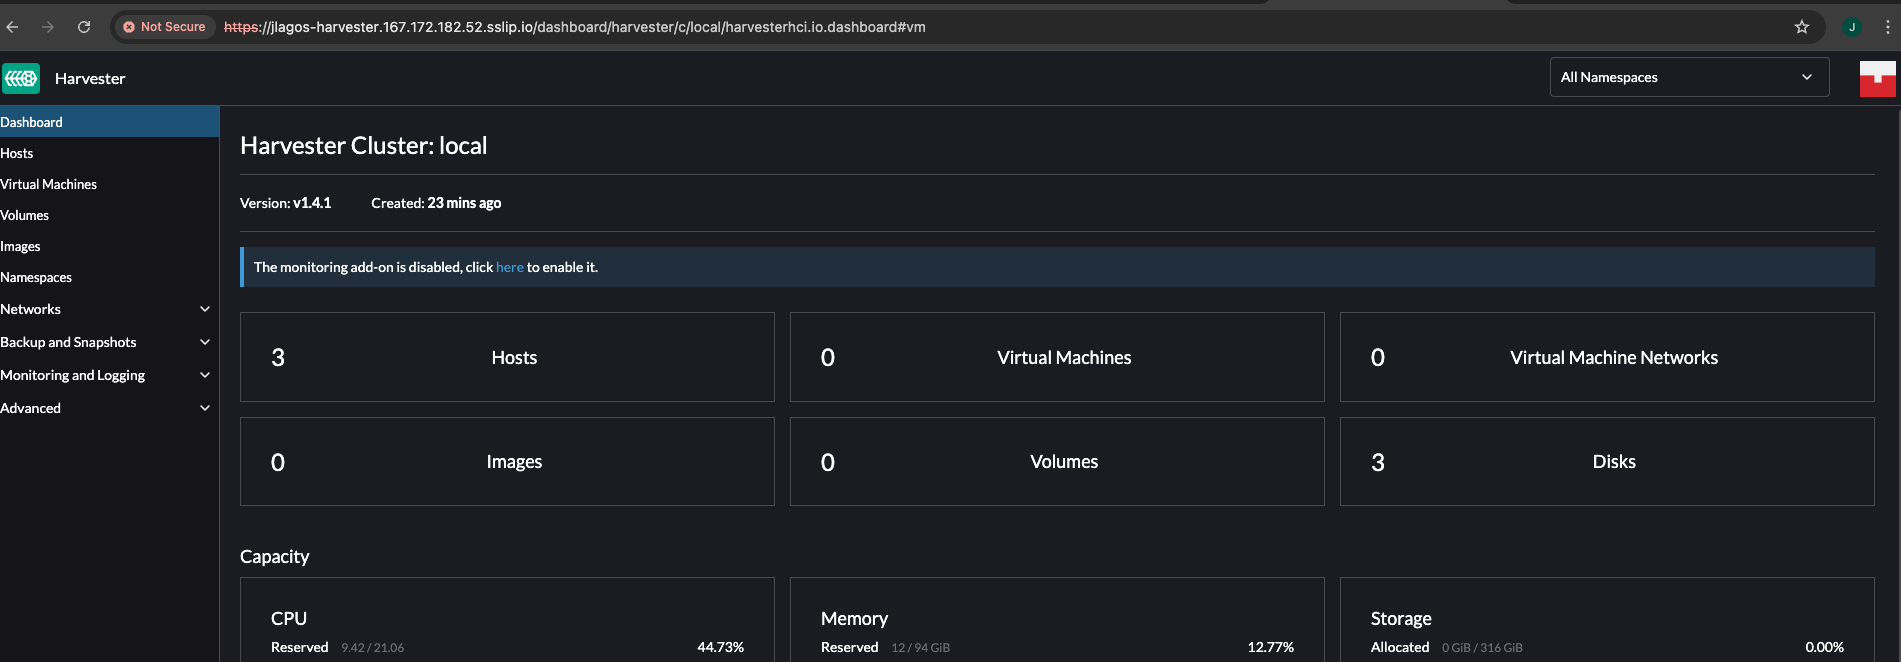 Not Secure https://jlagos-harvester.167.172.182.52.sslip.io/dashboard/harvester/c/local/harvesterhci.io.dashboard#vm J
Harvester All Namespaces
Dashboard
Hosts
Virtual Machines
Volumes
Images
Namespaces
Networks
Backup and Snapshots
Monitoring and Logging
Advanced
Harvester Cluster: local
Version: v1.4.1 Created: 23 mins ago
The monitoring add-on is disabled, click here to enable it.
3 Hosts
0 Virtual Machines
0 Virtual Machine Networks
0 Images
0 Volumes
3 Disks
Capacity
CPU
Reserved 9.42 / 21.06 44.73%
Memory
Reserved 12 / 94 GiB 12.77%
Storage
Allocated 0 GiB / 316 GiB 0.00%